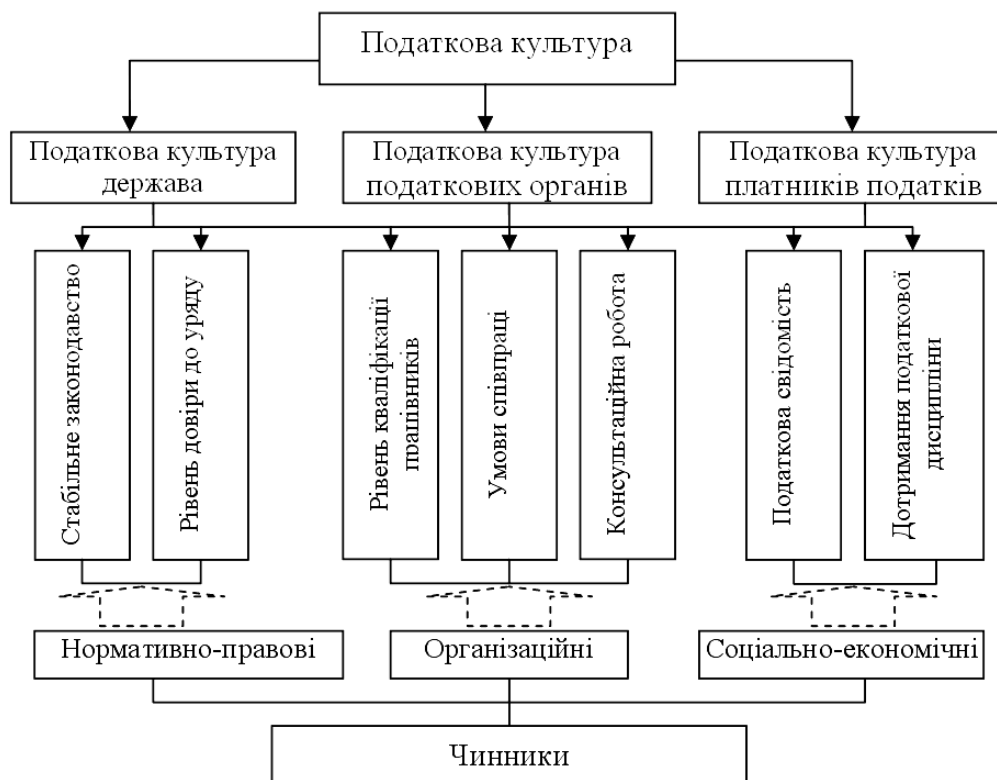 Податкова культура
Податкова культура
держава
Податкова культура
податкових органів
Податкова культура
платників податків
Стабільне законодавство
Рівень довіри до уряду
Рівень кваліфікації
працівників
Умови співпраці
Консультаційна робота
Податкова свідомість
Дотримання податкової
дисципліни
Нормативно-правові
Організаційні
Соціально-економічні
Чинники